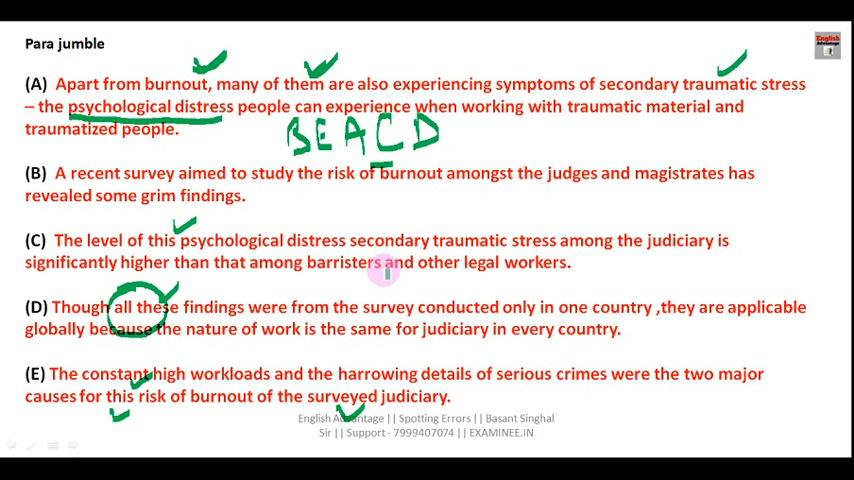 Para jumble
English
Advantage
(A) Apart from burnout, many of them are also experiencing symptoms of secondary traumatic stress
– the psychological distress people can experience when working with traumatic material and
traumatized people.
BEACD
(B) A recent survey aimed to study the risk of burnout amongst the judges and magistrates has
revealed some grim findings.
(C) The level of this psychological distress secondary traumatic stress among the judiciary is
significantly higher than that among barristers and other legal workers.
(D) Though all these findings were from the survey conducted only in one country ,they are applicable
globally because the nature of work is the same for judiciary in every country.
(E) The constant high workloads and the harrowing details of serious crimes were the two major
causes for this risk of burnout of the surveyed judiciary.
English Advantage || Spotting Errors || Basant Singhal
Sir || Support - 7999407074 || EXAMINEE.IN